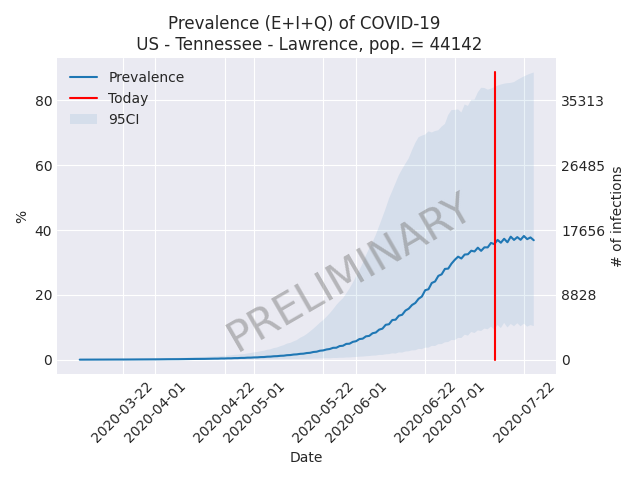 Prevalence (E+I+Q) of COVID-19
US - Tennessee - Lawrence, pop. = 44142
Prevalence
Today
95CI
80
60
40
20
0
%
35313
26485
17656
8828
0
# of infections
PRELIMINARY
2020-03-22
2020-04-01
2020-04-22
2020-05-01
2020-05-22
2020-06-01
2020-06-22
2020-07-01
2020-07-22
Date